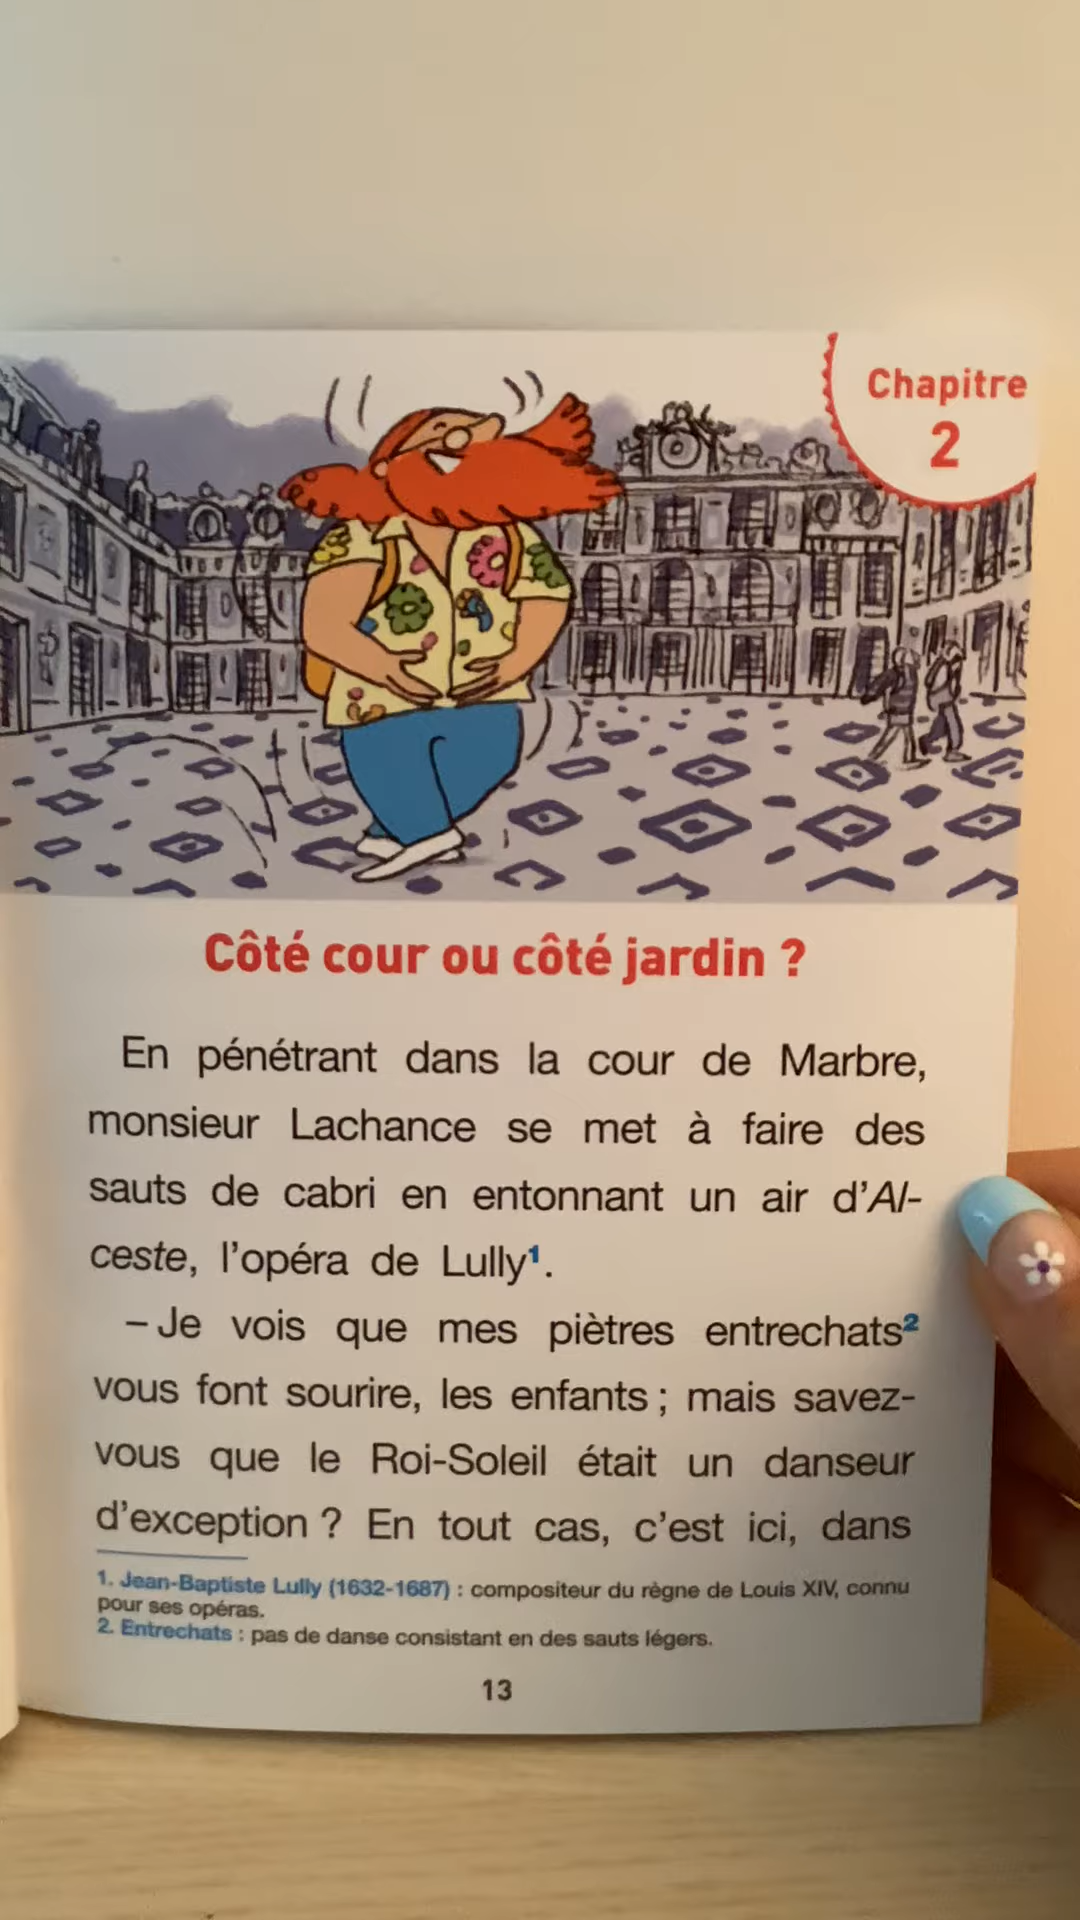 Chapitre
2
Côté cour ou côté jardin ?
En pénétrant dans la cour de Marbre,
monsieur Lachance se met à faire des
sauts de cabri en entonnant un air d’Al-
ceste, l’opéra de Lully¹.
– Je vois que mes piètres entrechats²
vous font sourire, les enfants ; mais savez-
vous que le Roi-Soleil était un danseur
d’exception ? En tout cas, c’est ici, dans
1. Jean-Baptiste Lully (1632-1687) : compositeur du règne de Louis XIV, connu
pour ses opéras.
2. Entrechats : pas de danse consistant en des sauts légers.
13